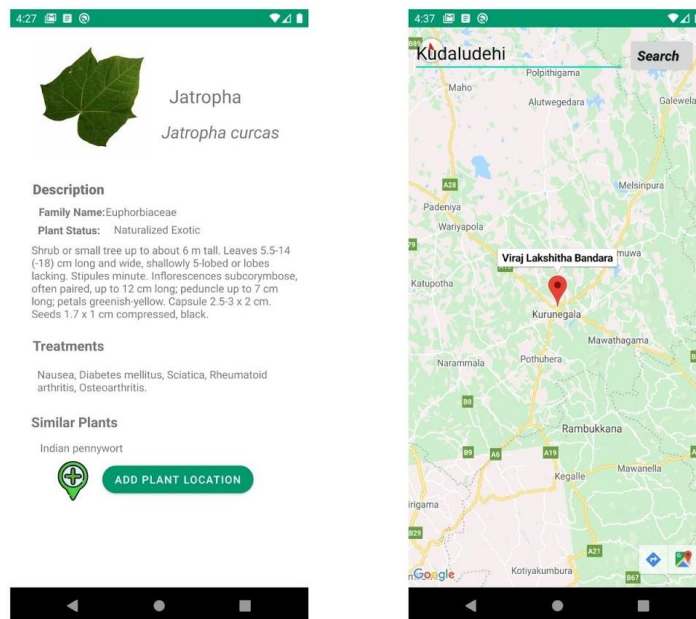 4:27
Jatropha
Jatropha curcas
Description
Family Name:Euphorbiaceae
Plant Status: Naturalized Exotic
Shrub or small tree up to about 6 m tall. Leaves 5.5-14
(-18) cm long and wide, shallowly 5-lobed or lobes
lacking. Stipules minute. Inflorescences subcorymbose,
often paired, up to 12 cm long; peduncle up to 7 cm
long; petals greenish-yellow. Capsule 2.5-3 x 2 cm.
Seeds 1.7 x 1 cm compressed, black.
Treatments
Nausea, Diabetes mellitus, Sciatica, Rheumatoid
arthritis, Osteoarthritis.
Similar Plants
Indian pennywort
ADD PLANT LOCATION
4:37
Kudaludehi
Search
Polpithigama
Maho
Alutwegedara
Galewela
A28
Melsiripura
Padeniya
Wariyapola
Viraj Lakshitha Bandara
muwa
Katupotha
Kurunegala
Mawathagama
Narammala
Pothuhera
B8
Rambukkana
B9
A6
A19
Kegalle
Mawanella
irigama
B29
A21
Google
Kotiyakumbura
B67